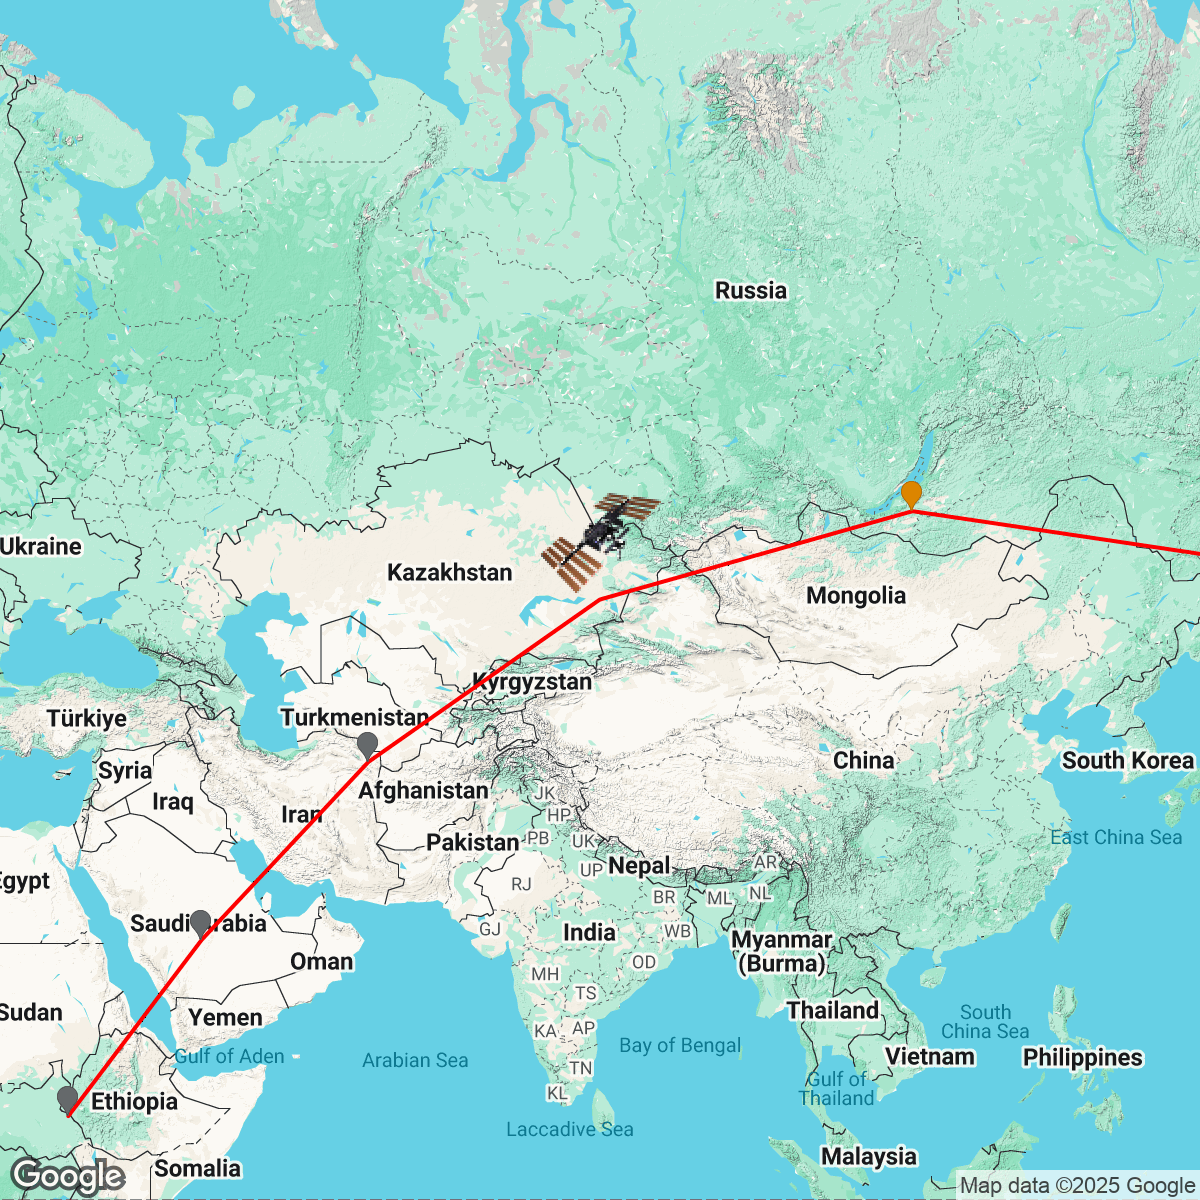 Russia
Ukraine
Kazakhstan
Mongolia
Kyrgyzstan
Türkiye
Turkmenistan
Syria
China
South Korea
Afghanistan
JK
Iraq
Iran
HP
Pakistan
PB
UK
East China Sea
Nepal
AR
UP
Egypt
RJ
BR
ML
NL
Saudi Arabia
GJ
India
WB
Myanmar
(Burma)
Oman
OD
MH
TS
Sudan
Yemen
Thailand
South
China Sea
KA
AP
Gulf of Aden
Arabian Sea
Bay of Bengal
Vietnam
Philippines
TN
Gulf of
Thailand
KL
Ethiopia
Laccadive Sea
Malaysia
Somalia
Google
Map data ©2025 Google